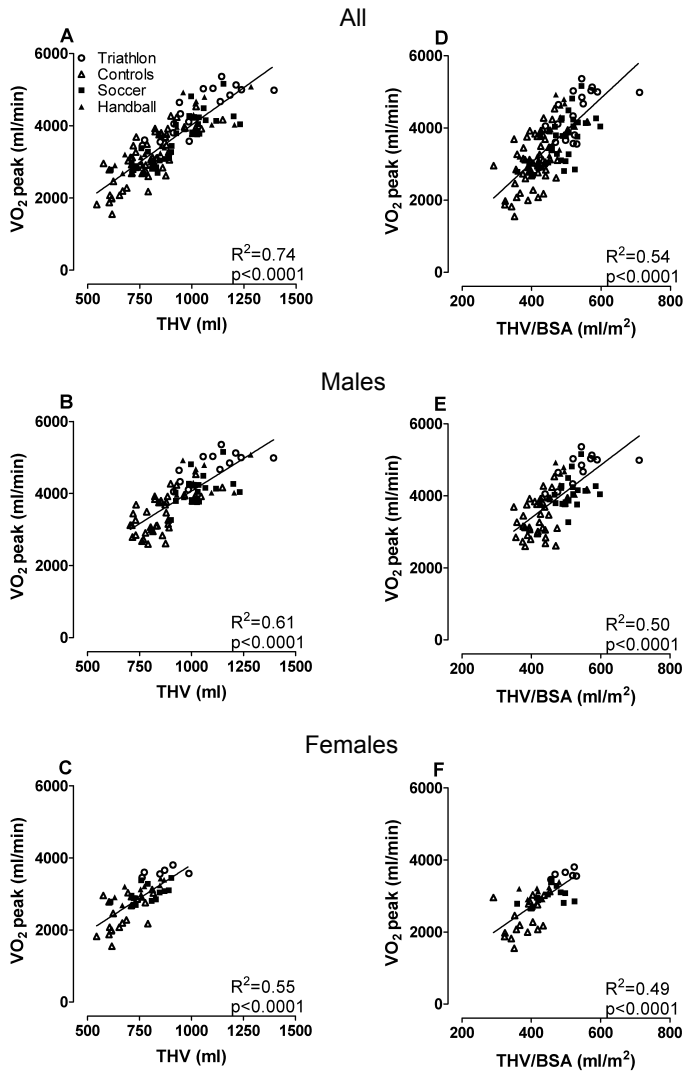 All
A
6000
4000
2000
0
VO2 peak (ml/min)
Triathlon
Controls
Soccer
Handball
R2=0.74
p<0.0001
500 750 1000 1250 1500
THV (ml)
D
6000
4000
2000
0
VO2 peak (ml/min)
R2=0.54
p<0.0001
200 400 600 800
THV/BSA (ml/m2)
Males
B
6000
4000
2000
0
VO2 peak (ml/min)
R2=0.61
p<0.0001
500 750 1000 1250 1500
THV (ml)
E
6000
4000
2000
0
VO2 peak (ml/min)
R2=0.50
p<0.0001
200 400 600 800
THV/BSA (ml/m2)
Females
C
6000
4000
2000
0
VO2 peak (ml/min)
R2=0.55
p<0.0001
500 750 1000 1250 1500
THV (ml)
F
6000
4000
2000
0
VO2 peak (ml/min)
R2=0.49
p<0.0001
200 400 600 800
THV/BSA (ml/m2)